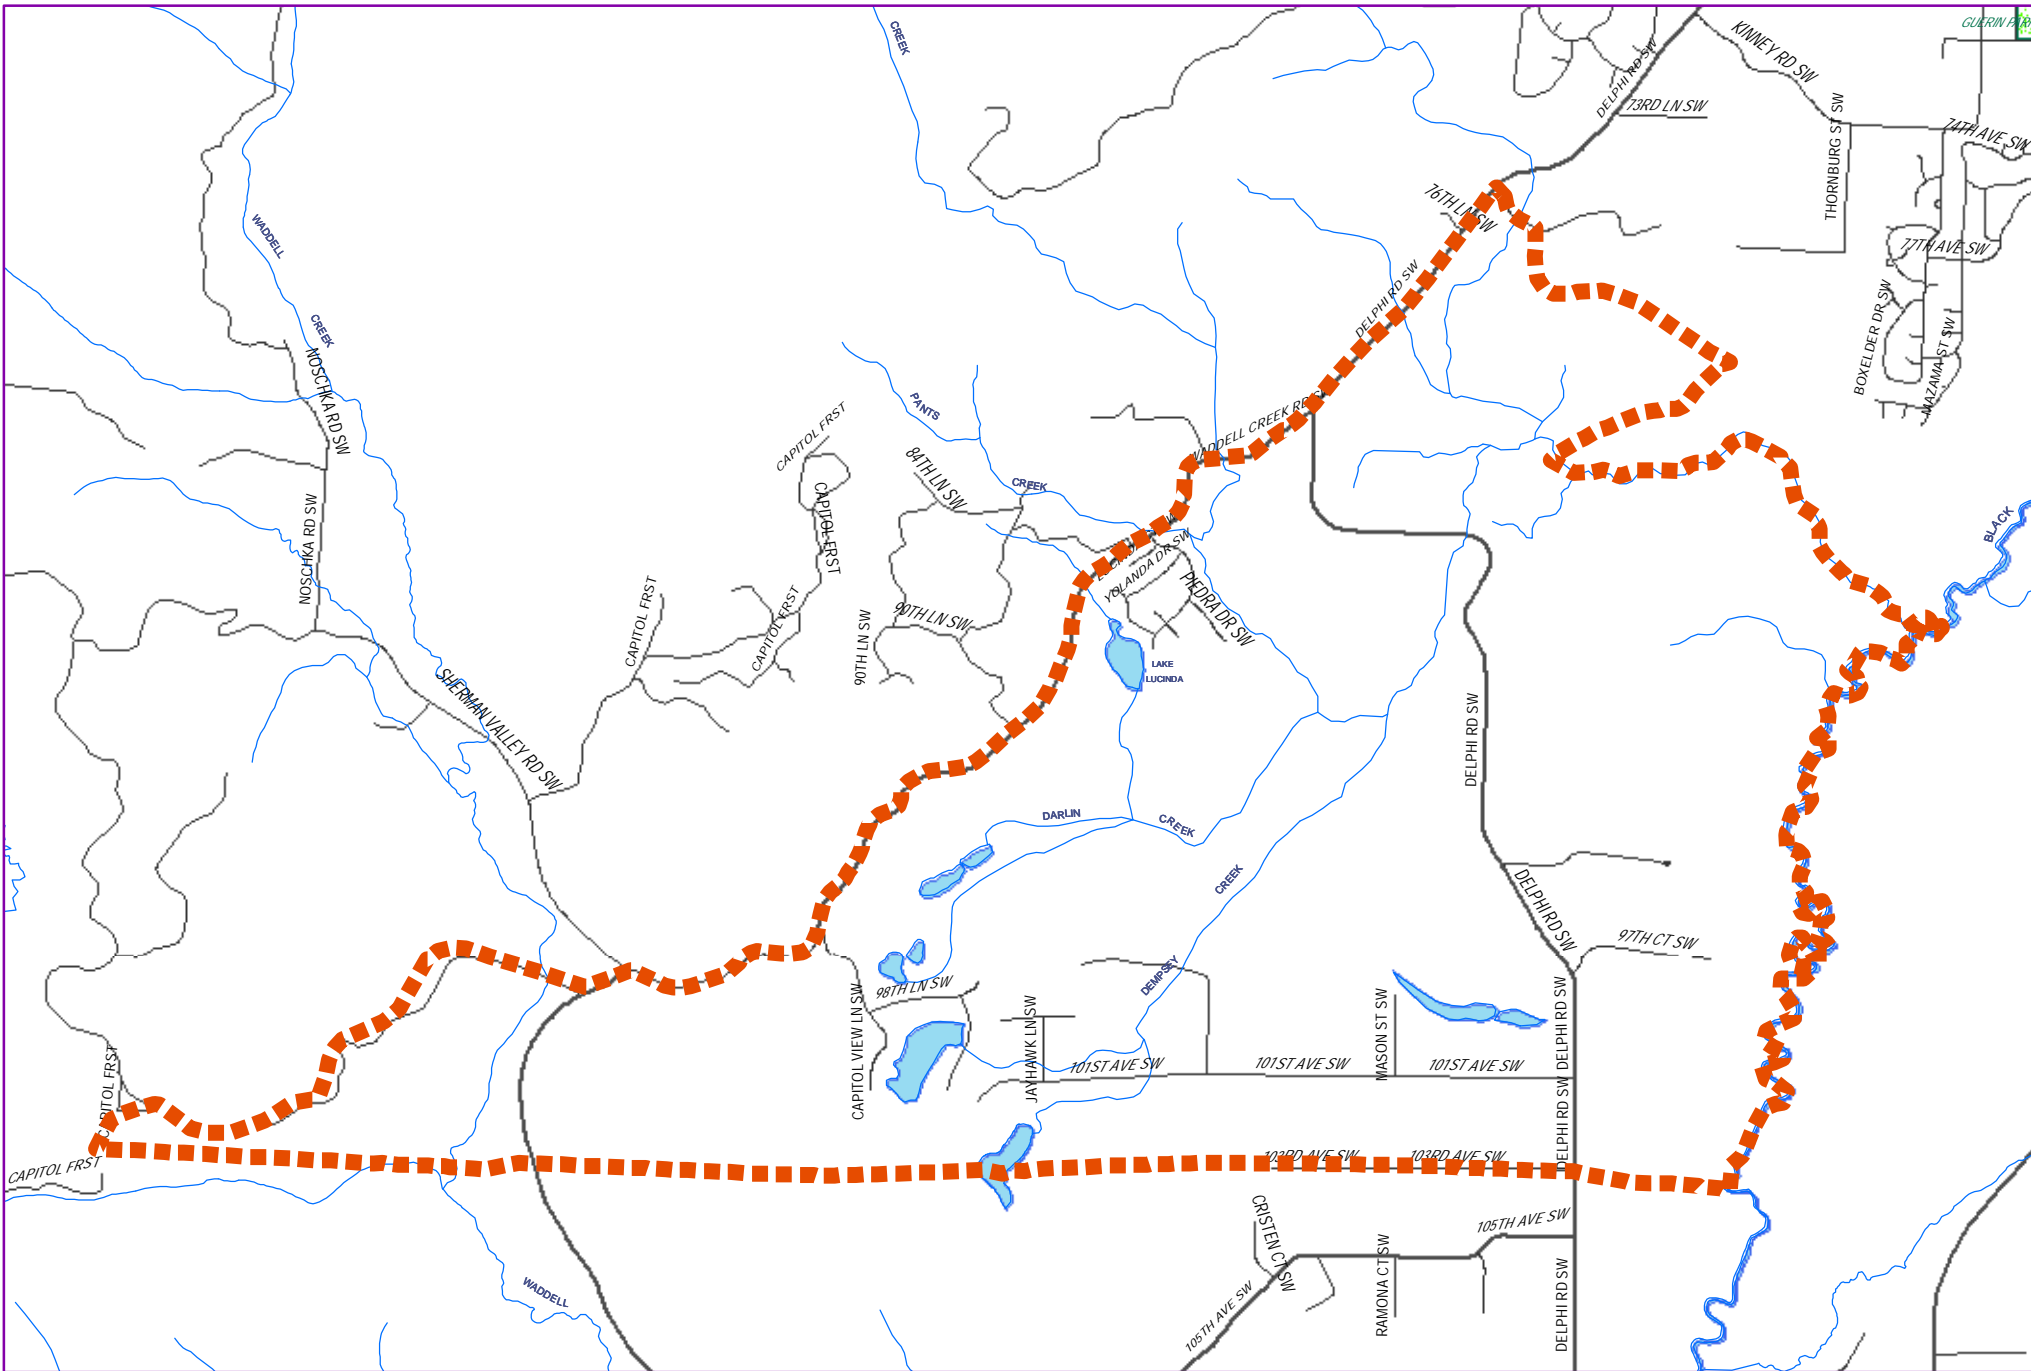 GUERIN PAR
CREEK
KINNEY RD SW
DELPHI RD SW
73RD LN SW
THORNBURG ST SW
74TH AVE SW
76TH LN SW
WADDELL
77TH AVE SW
DELPHI RD SW
BOXELDER DR SW
MAZAMA ST SW
CREEK
NOSCHKA RD SW
PANTS
WADDELL CREEK RD
CAPITOL FRST
84TH LN SW
CREEK
CAPITOL FRST
NOSCHKA RD SW
BLACK
YOLANDA DR SW
PIEDRA DR SW
CAPITOL FRST
CAPITOL FRST
90TH LN SW
90TH LN SW
LAKE
LUCINDA
SHERMAN VALLEY RD SW
DELPHI RD SW
DARLIN
CREEK
CREEK
DELPHI RD SW
97TH CT SW
DEMPSEY
98TH LN SW
CAPITOL VIEW LN SW
JAYHAWK LN SW
MASON ST SW
DELPHI RD SW
101ST AVE SW
101ST AVE SW
101ST AVE SW
CAPITOL FRST
DELPHI RD SW
CAPITOL FRST
103RD AVE SW
103RD AVE SW
CRISTEN CT SW
105TH AVE SW
RAMONA CT SW
DELPHI RD SW
WADDELL
105TH AVE SW